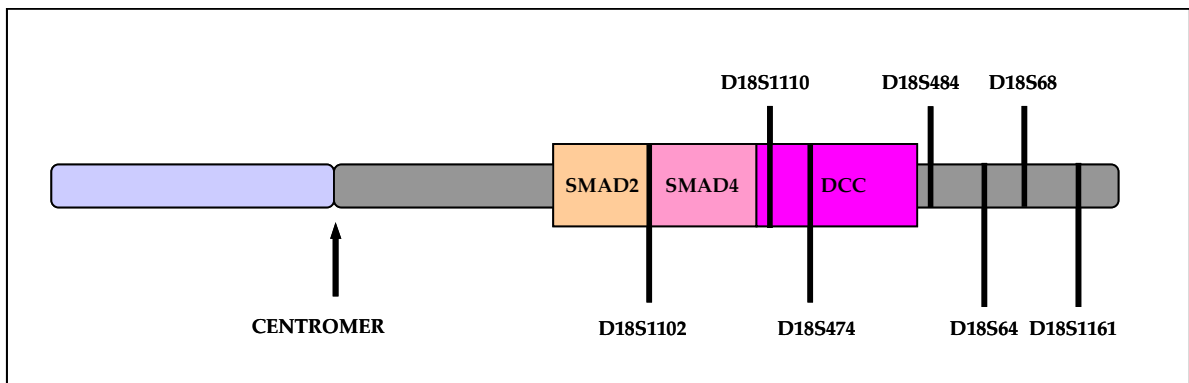 D18S1110 D18S484 D18S68
SMAD2 SMAD4 DCC
CENTROMER D18S1102 D18S474 D18S64 D18S1161